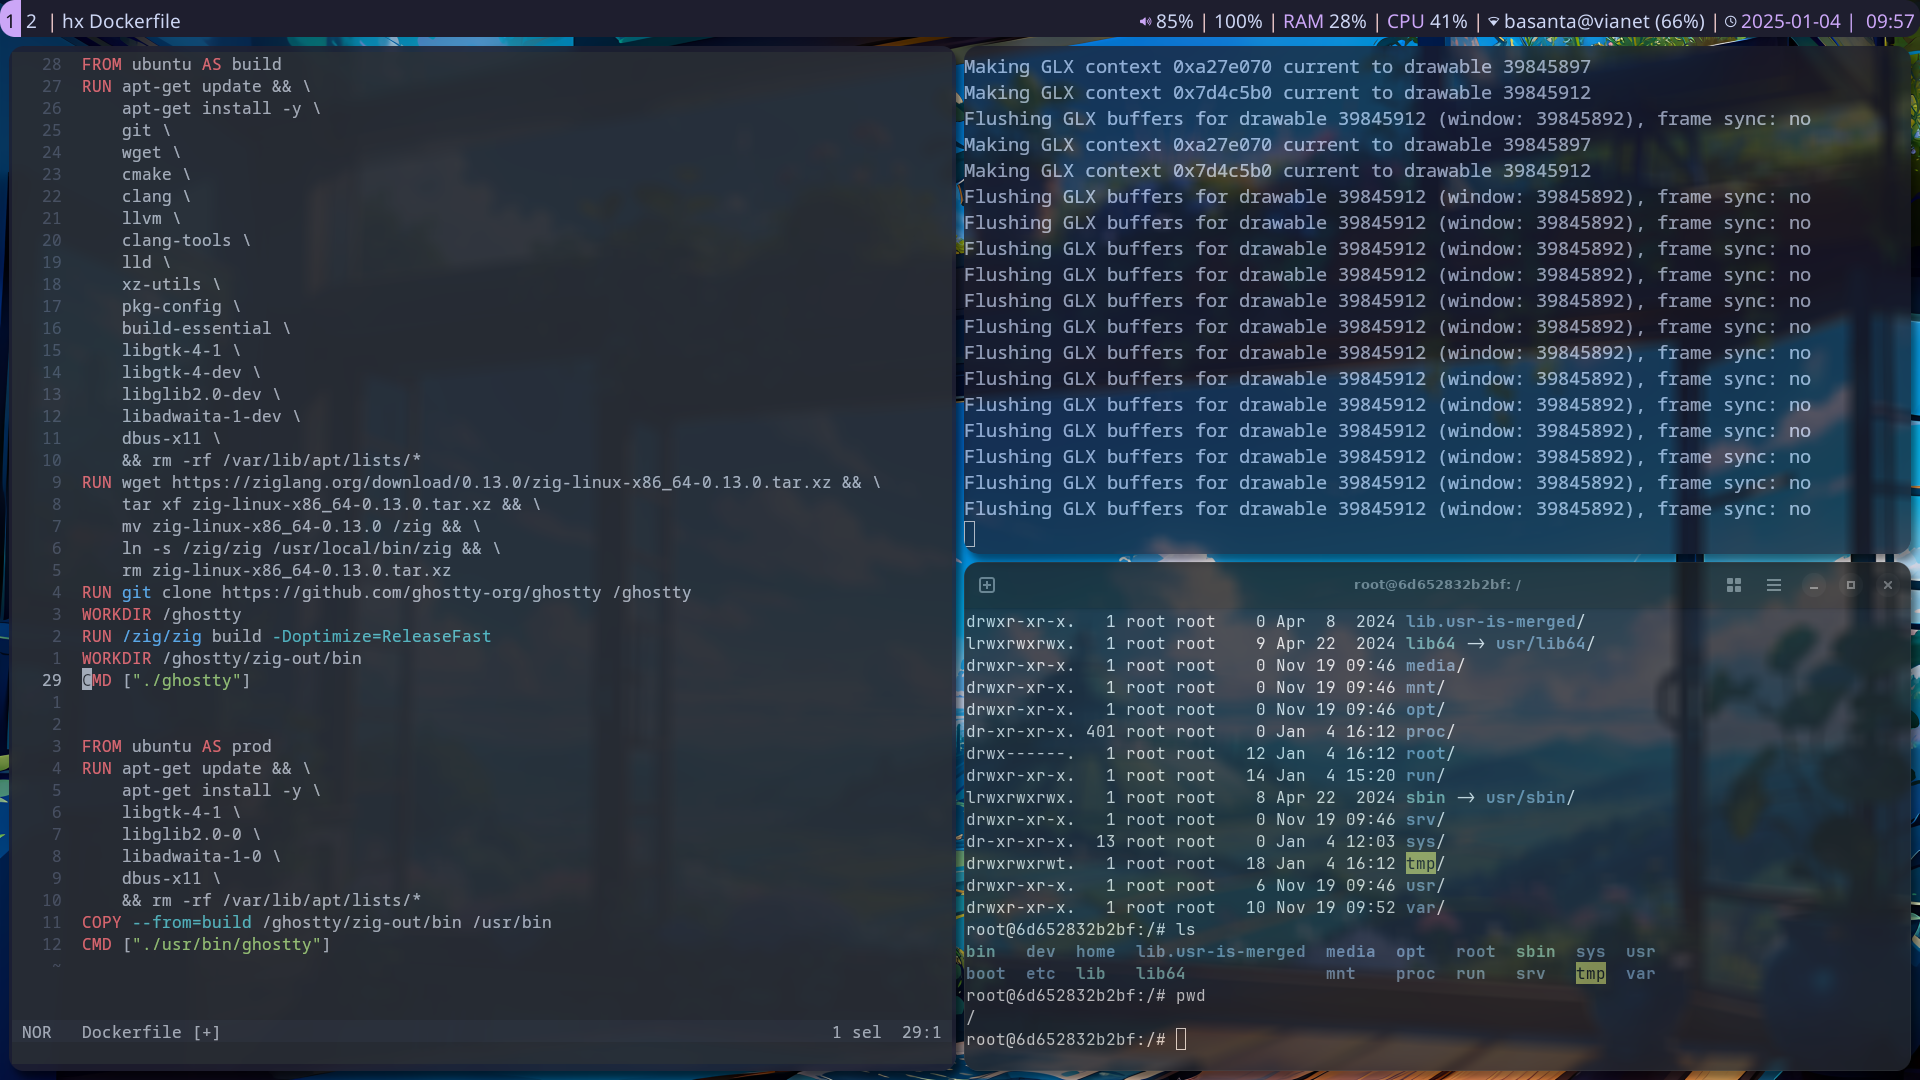 1 2 | hx Dockerfile
85% | 100% | RAM 28% | CPU 41% | basanta@vianet (66%) | 2025-01-04 | 09:57
28 FROM ubuntu AS build
27 RUN apt-get update && \
26 apt-get install -y \
25 git \
24 wget \
23 cmake \
22 clang \
21 llvm \
20 clang-tools \
19 lld \
18 xz-utils \
17 pkg-config \
16 build-essential \
15 libgtk-4-1 \
14 libgtk-4-dev \
13 libglib2.0-dev \
12 libadwaita-1-dev \
11 dbus-x11 \
10 && rm -rf /var/lib/apt/lists/*
9 RUN wget https://ziglang.org/download/0.13.0/zig-linux-x86_64-0.13.0.tar.xz && \
8 tar xf zig-linux-x86_64-0.13.0.tar.xz && \
7 mv zig-linux-x86_64-0.13.0 /zig && \
6 ln -s /zig/zig /usr/local/bin/zig && \
5 rm zig-linux-x86_64-0.13.0.tar.xz
4 RUN git clone https://github.com/ghostty-org/ghostty /ghostty
3 WORKDIR /ghostty
2 RUN /zig/zig build -Doptimize=ReleaseFast
1 WORKDIR /ghostty/zig-out/bin
29 CMD ["./ghostty"]
1
2
3 FROM ubuntu AS prod
4 RUN apt-get update && \
5 apt-get install -y \
6 libgtk-4-1 \
7 libglib2.0-0 \
8 libadwaita-1-0 \
9 dbus-x11 \
10 && rm -rf /var/lib/apt/lists/*
11 COPY --from=build /ghostty/zig-out/bin /usr/bin
12 CMD ["./usr/bin/ghostty"]
~
NOR Dockerfile [+] 1 sel 29:1
Making GLX context 0xa27e070 current to drawable 39845897
Making GLX context 0x7d4c5b0 current to drawable 39845912
Flushing GLX buffers for drawable 39845912 (window: 39845892), frame sync: no
Making GLX context 0xa27e070 current to drawable 39845897
Making GLX context 0x7d4c5b0 current to drawable 39845912
Flushing GLX buffers for drawable 39845912 (window: 39845892), frame sync: no
Flushing GLX buffers for drawable 39845912 (window: 39845892), frame sync: no
Flushing GLX buffers for drawable 39845912 (window: 39845892), frame sync: no
Flushing GLX buffers for drawable 39845912 (window: 39845892), frame sync: no
Flushing GLX buffers for drawable 39845912 (window: 39845892), frame sync: no
Flushing GLX buffers for drawable 39845912 (window: 39845892), frame sync: no
Flushing GLX buffers for drawable 39845912 (window: 39845892), frame sync: no
Flushing GLX buffers for drawable 39845912 (window: 39845892), frame sync: no
Flushing GLX buffers for drawable 39845912 (window: 39845892), frame sync: no
Flushing GLX buffers for drawable 39845912 (window: 39845892), frame sync: no
Flushing GLX buffers for drawable 39845912 (window: 39845892), frame sync: no
Flushing GLX buffers for drawable 39845912 (window: 39845892), frame sync: no
Flushing GLX buffers for drawable 39845912 (window: 39845892), frame sync: no
root@6d652832b2bf: /
drwxr-xr-x. 1 root root 0 Apr 8 2024 lib.usr-is-merged/
lrwxrwxrwx. 1 root root 9 Apr 22 2024 lib64 -> usr/lib64/
drwxr-xr-x. 1 root root 0 Nov 19 09:46 media/
drwxr-xr-x. 1 root root 0 Nov 19 09:46 mnt/
drwxr-xr-x. 1 root root 0 Nov 19 09:46 opt/
dr-xr-xr-x. 401 root root 0 Jan 4 16:12 proc/
drwx------. 1 root root 12 Jan 4 16:12 root/
drwxr-xr-x. 1 root root 14 Jan 4 15:20 run/
lrwxrwxrwx. 1 root root 8 Apr 22 2024 sbin -> usr/sbin/
drwxr-xr-x. 1 root root 0 Nov 19 09:46 srv/
dr-xr-xr-x. 13 root root 0 Jan 4 12:03 sys/
drwxrwxrwt. 1 root root 18 Jan 4 16:12 tmp/
drwxr-xr-x. 1 root root 6 Nov 19 09:46 usr/
drwxr-xr-x. 1 root root 10 Nov 19 09:52 var/
root@6d652832b2bf:/# ls
bin dev home lib.usr-is-merged media opt root sbin sys usr
boot etc lib lib64 mnt proc run srv tmp var
root@6d652832b2bf:/# pwd
/
root@6d652832b2bf:/#